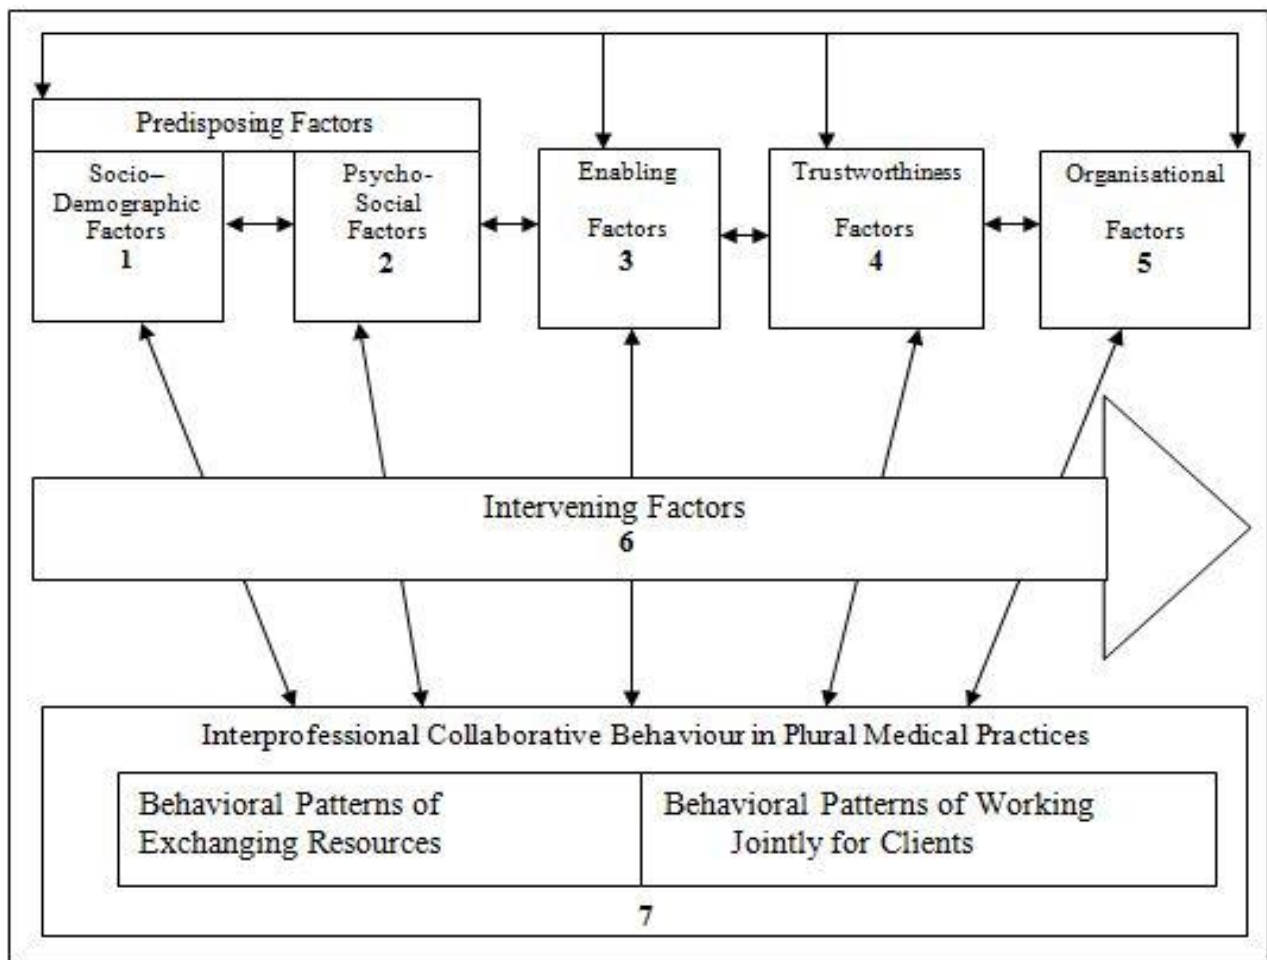 Predisposing Factors
Socio–
Demographic
Factors
1
Psycho-
Social
Factors
2
Enabling
Factors
3
Trustworthiness
Factors
4
Organisational
Factors
5
Intervening Factors
6
Interprofessional Collaborative Behaviour in Plural Medical Practices
Behavioral Patterns of
Exchanging Resources
Behavioral Patterns of Working
Jointly for Clients
7